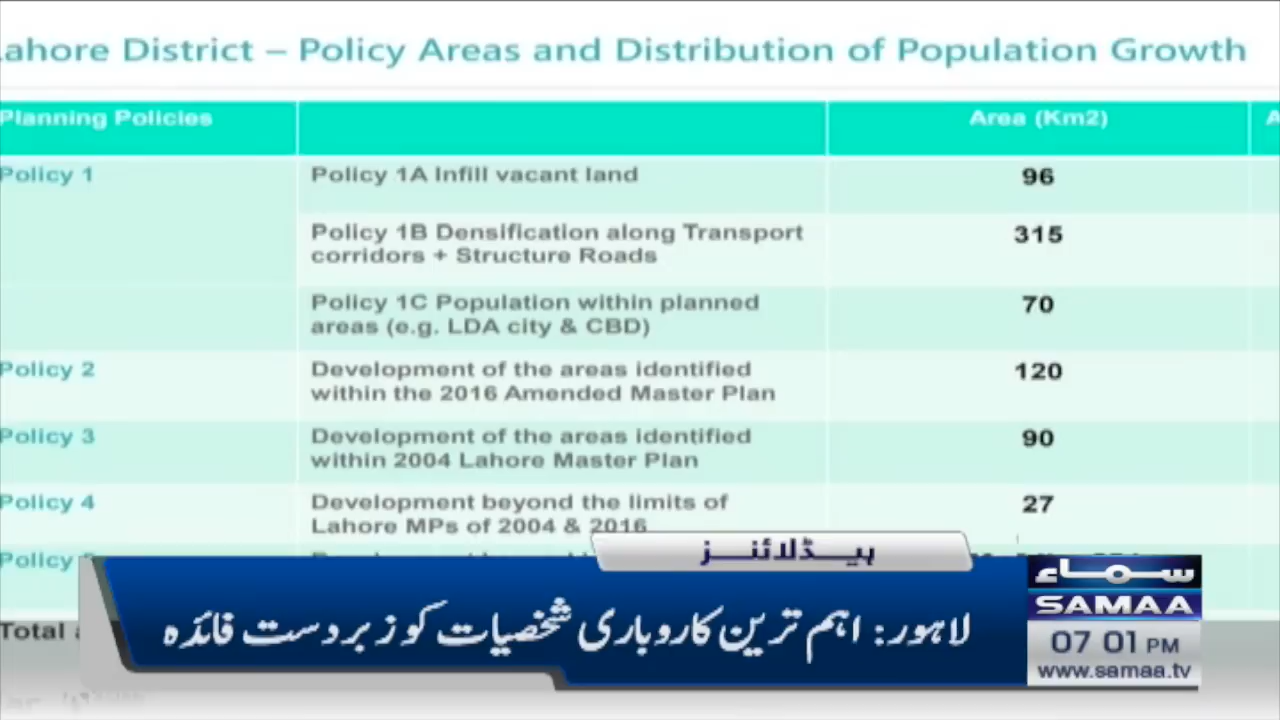 ahore District – Policy Areas and Distribution of Population Growth
Planning Policies
Area (Km2)
A
Policy 1
Policy 1A Infill vacant land
96
Policy 1B Densification along Transport
corridors + Structure Roads
315
Policy 1C Population within planned
areas (e.g. LDA city & CBD)
70
Policy 2
Development of the areas identified
within the 2016 Amended Master Plan
120
Policy 3
Development of the areas identified
within 2004 Lahore Master Plan
90
Policy 4
Development beyond the limits of
Lahore MPs of 2004 & 2016
27
Policy
Total
ہیڈلائنز
لاہور: اہم ترین کاروباری شخصیات کو زبردست فائدہ
سماء
SAMAA
07 01 PM
www.samaa.tv